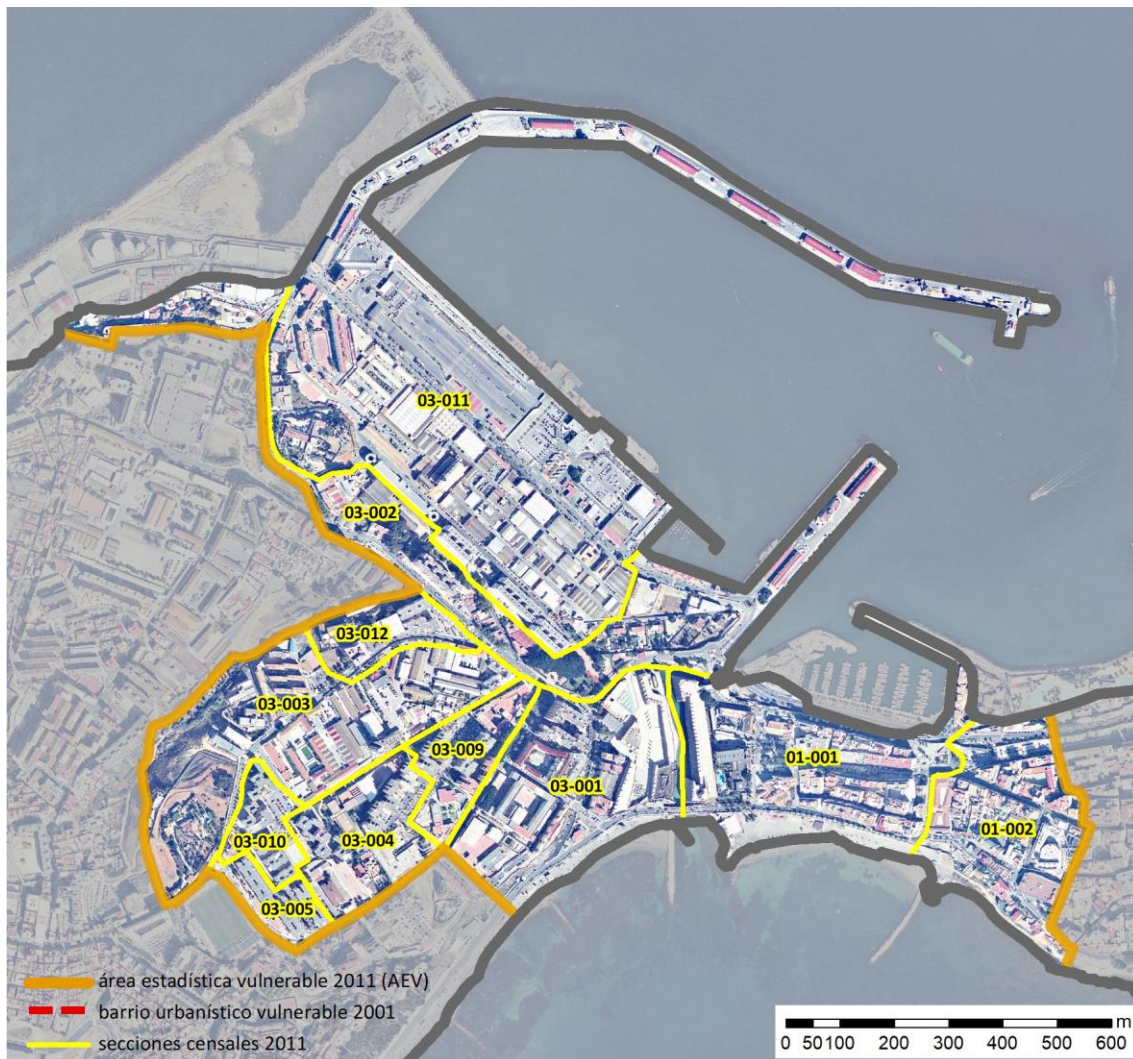 03-011
03-002
03-012
03-003
03-009
01-001
03-001
01-002
03-010
03-004
03-005
área estadística vulnerable 2011 (AEV)
barrio urbanístico vulnerable 2001
secciones censales 2011
m
0 50 100 200 300 400 500 600